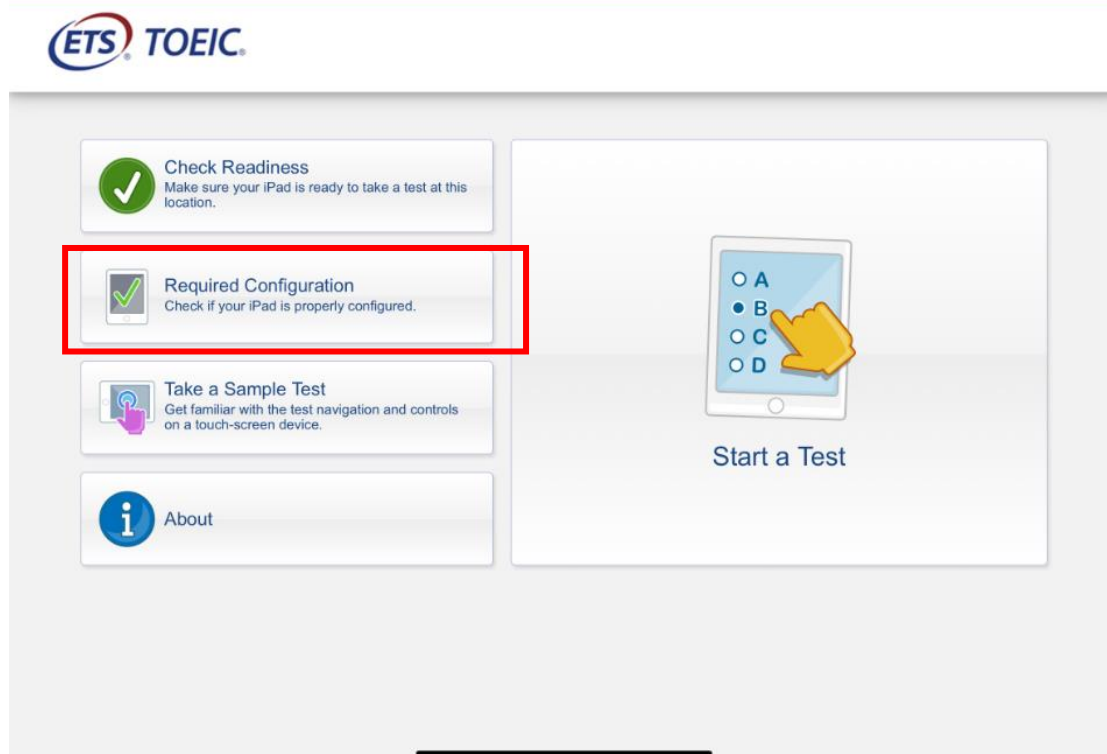 ETS® TOEIC®
Check Readiness
Make sure your iPad is ready to take a test at this
location.
Required Configuration
Check if your iPad is properly configured.
Take a Sample Test
Get familiar with the test navigation and controls
on a touch-screen device.
i
About
A
B
C
D
Start a Test